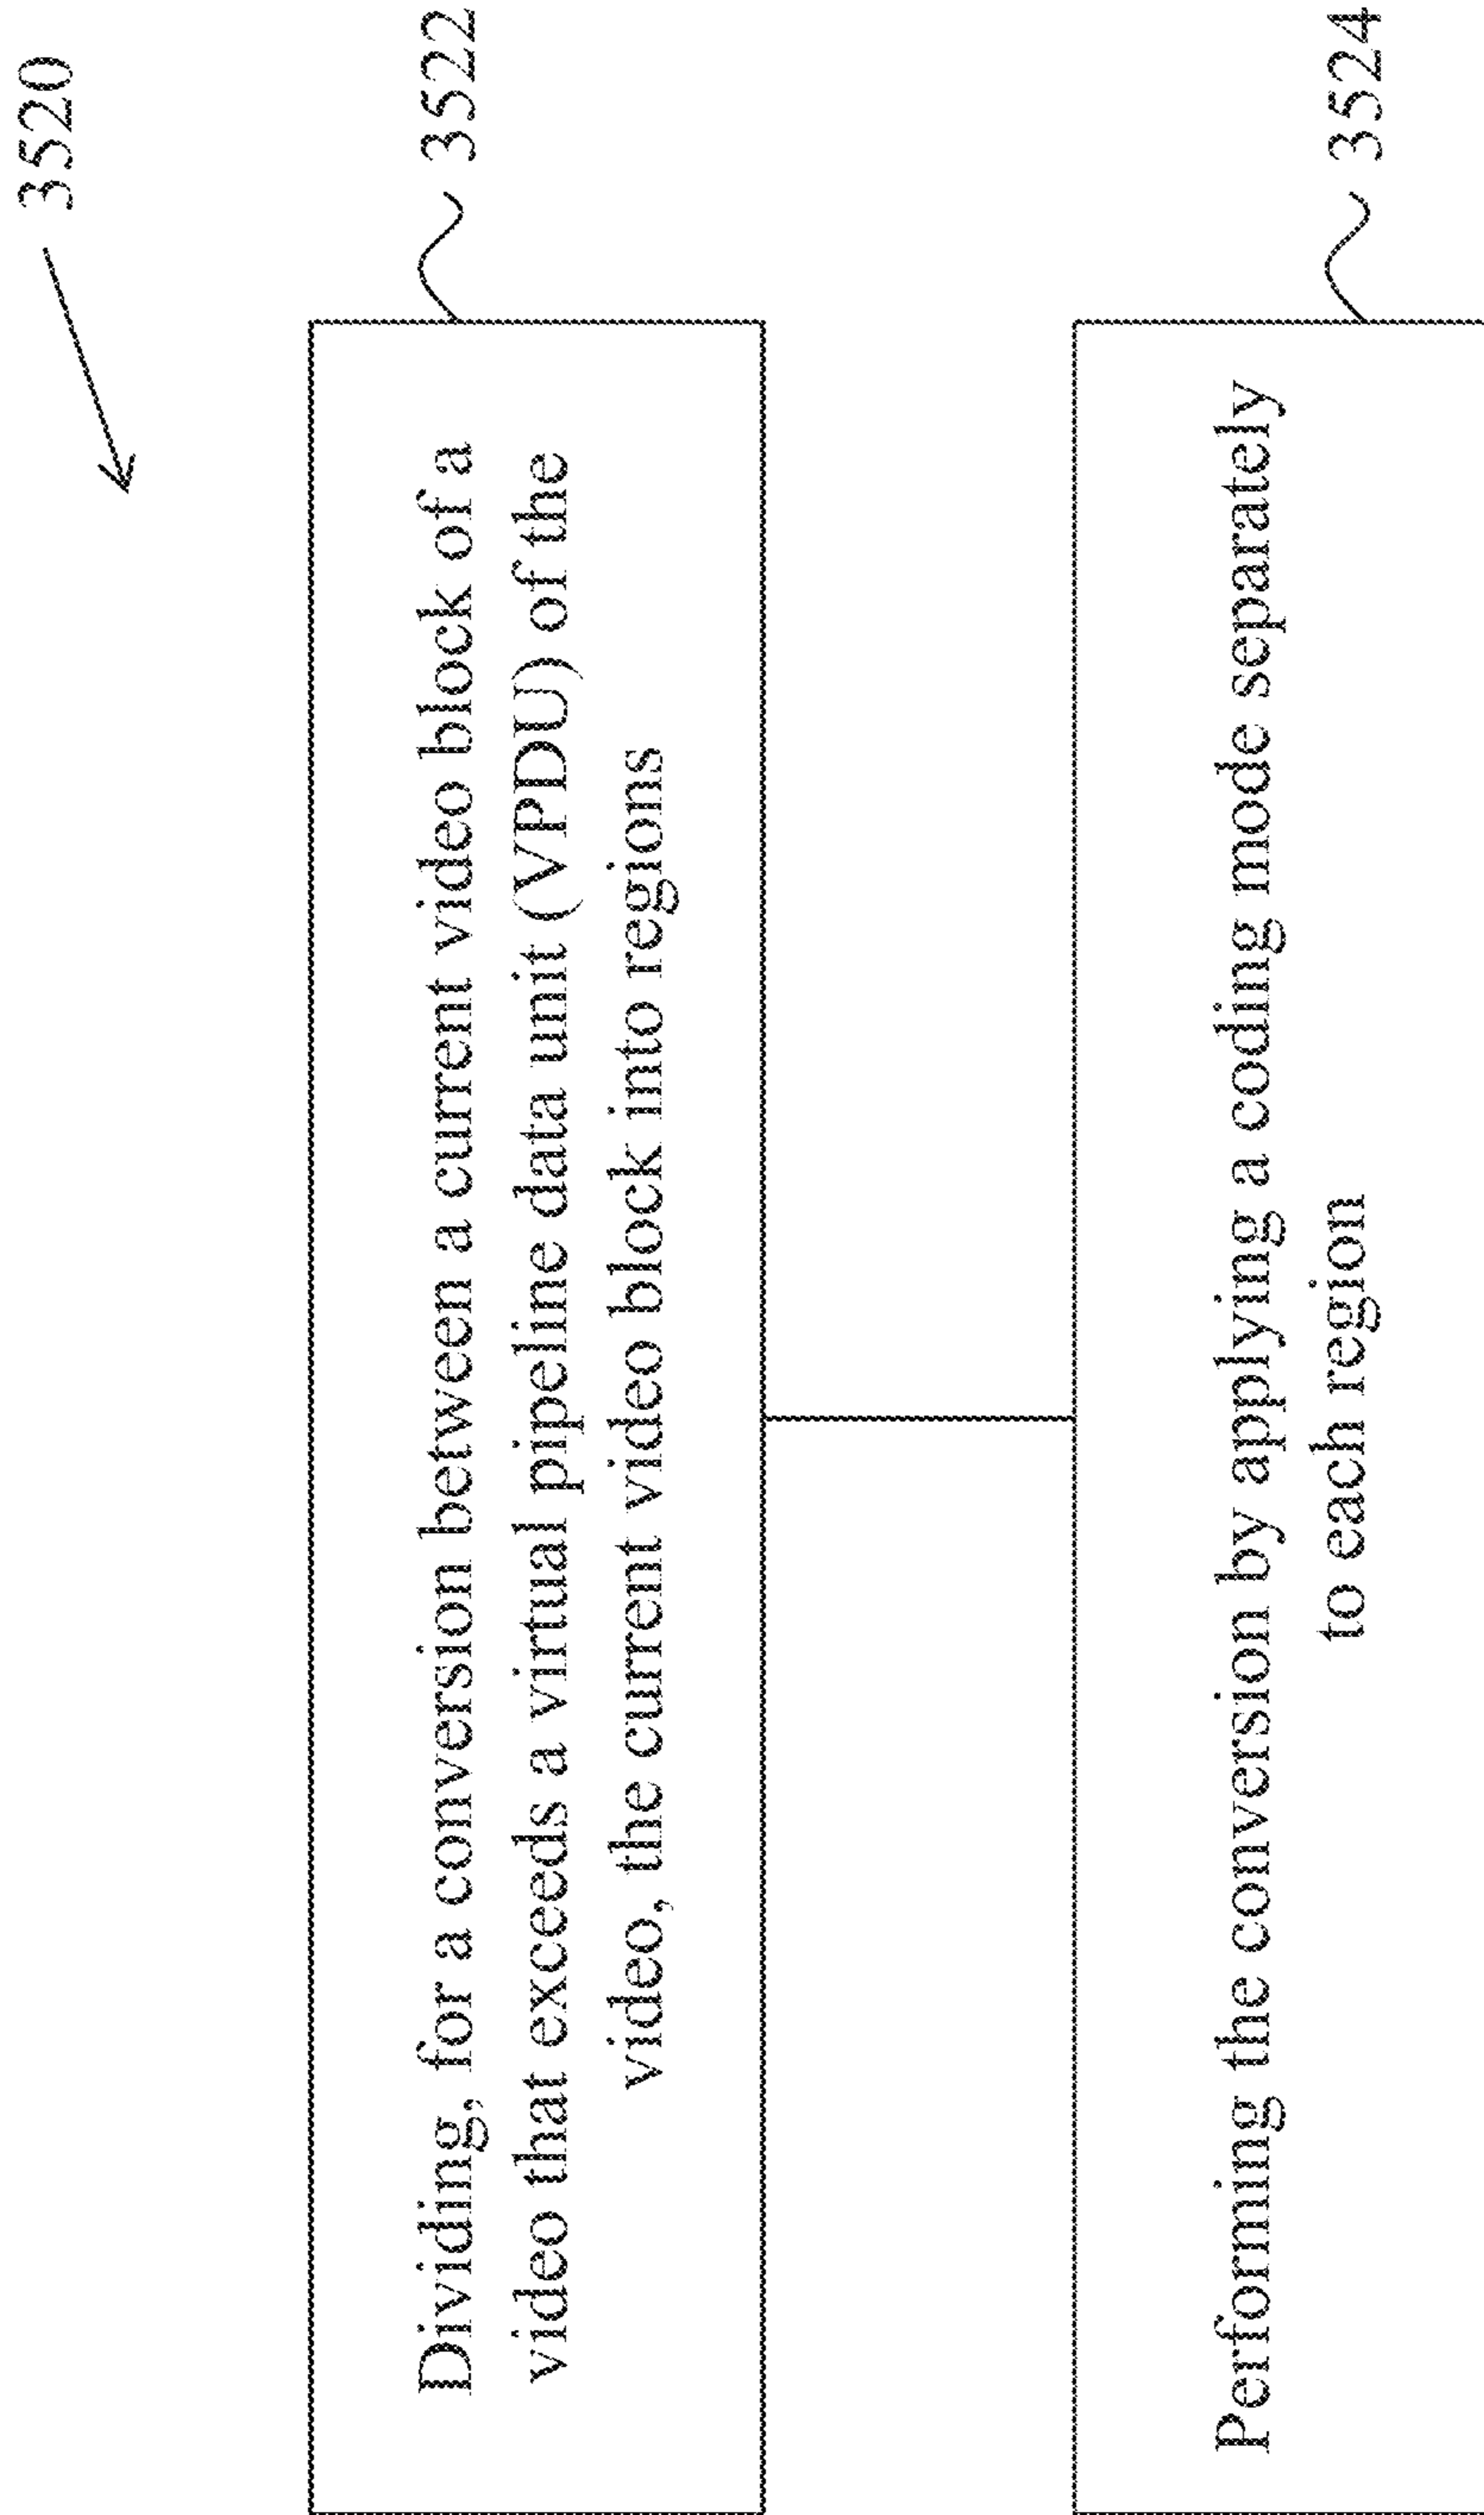 3520
Dividing, for a conversion between a current video block of a
video that exceeds a virtual pipeline data unit (VPDU) of the
video, the current video block into regions
3522
Performing the conversion by applying a coding mode separately
to each region
3524